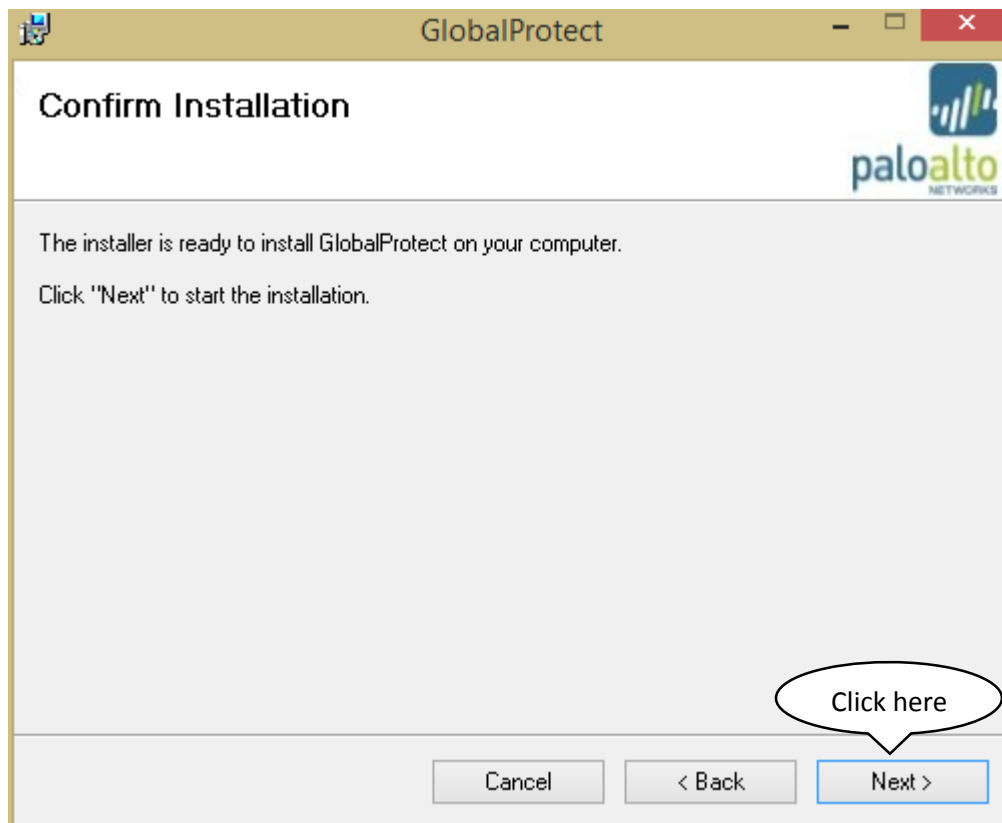 GlobalProtect
Confirm Installation
paloalto
NETWORKS
The installer is ready to install GlobalProtect on your computer.
Click "Next" to start the installation.
Click here
Cancel
< Back
Next >